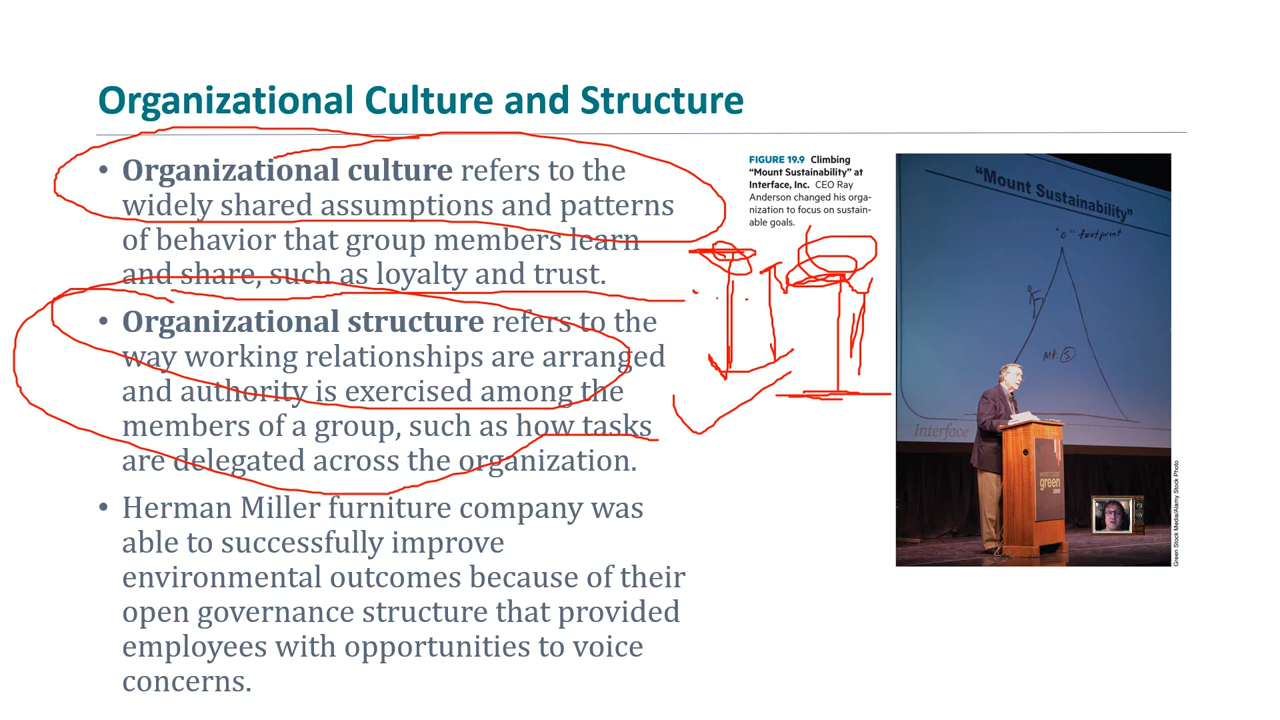 Organizational Culture and Structure
• Organizational culture refers to the
widely shared assumptions and patterns
of behavior that group members learn
and share, such as loyalty and trust.
• Organizational structure refers to the
way working relationships are arranged
and authority is exercised among the
members of a group, such as how tasks
are delegated across the organization.
• Herman Miller furniture company was
able to successfully improve
environmental outcomes because of their
open governance structure that provided
employees with opportunities to voice
concerns.
FIGURE 19.9 Climbing
"Mount Sustainability" at
Interface, Inc. CEO Ray
Anderson changed his orga-
nization to focus on sustain-
able goals.
"Mount Sustainability"
"0" footprint
Mt.
Interface
green
Green Stock Media/Alamy Stock Photo